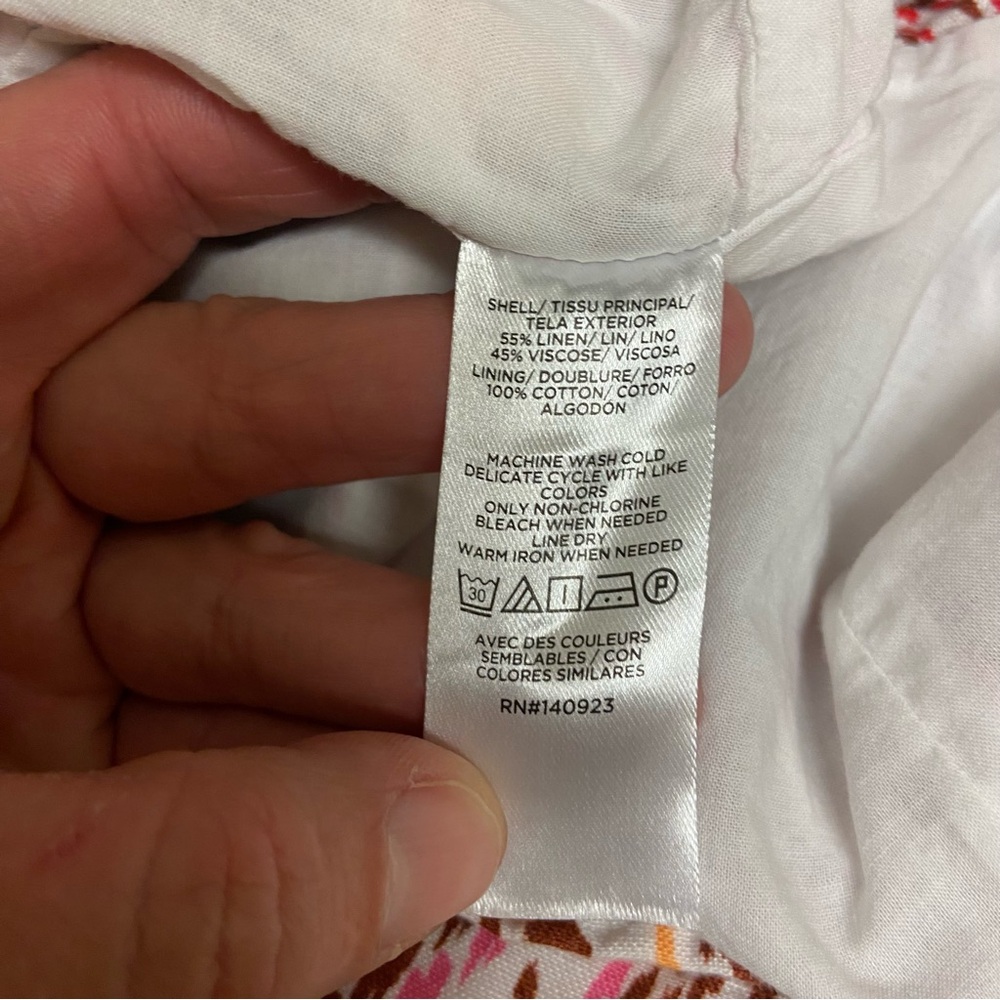 SHELL/ TISSU PRINCIPAL/
TELA EXTERIOR
55% LINEN/ LIN/ LINO
45% VISCOSE/ VISCOSA
LINING/ DOUBLURE/ FORRO
100% COTTON/ COTON/
ALGODÓN
MACHINE WASH COLD
DELICATE CYCLE WITH LIKE
COLORS
ONLY NON-CHLORINE
BLEACH WHEN NEEDED
LINE DRY
WARM IRON WHEN NEEDED
30 P
AVEC DES COULEURS
SEMBLABLES / CON
COLORES SIMILARES
RN#140923